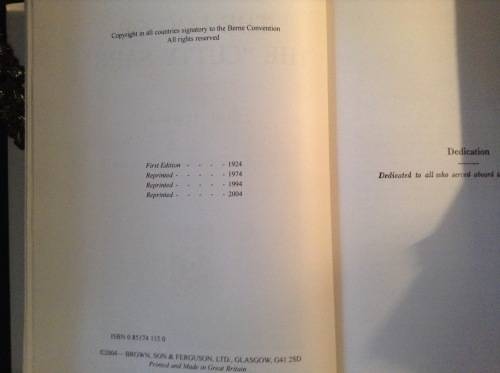 Copyright in all countries signatory to the Berne Convention
All rights reserved
First Edition - - - - 1924
Reprinted - - - - 1974
Reprinted - - - - 1994
Reprinted - - - - 2004
ISBN 0 85174 115 0
©2004— BROWN, SON & FERGUSON, LTD., GLASGOW, G41 2SD
Printed and Made in Great Britain
Dedication
Dedicated to all who served aboard